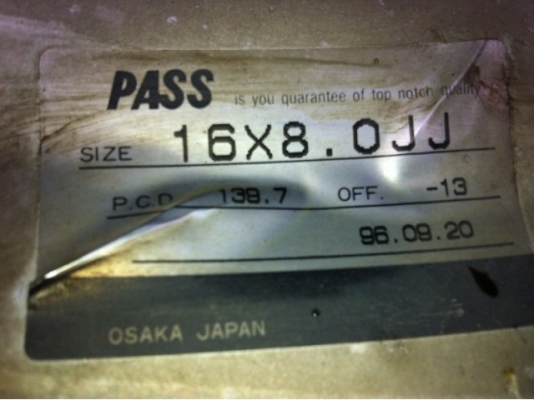 PASS is you quarantee of top notch quality
SIZE 16X8.0JJ
P.C.D. 139.7 OFF. -13
96.09.20
OSAKA JAPAN